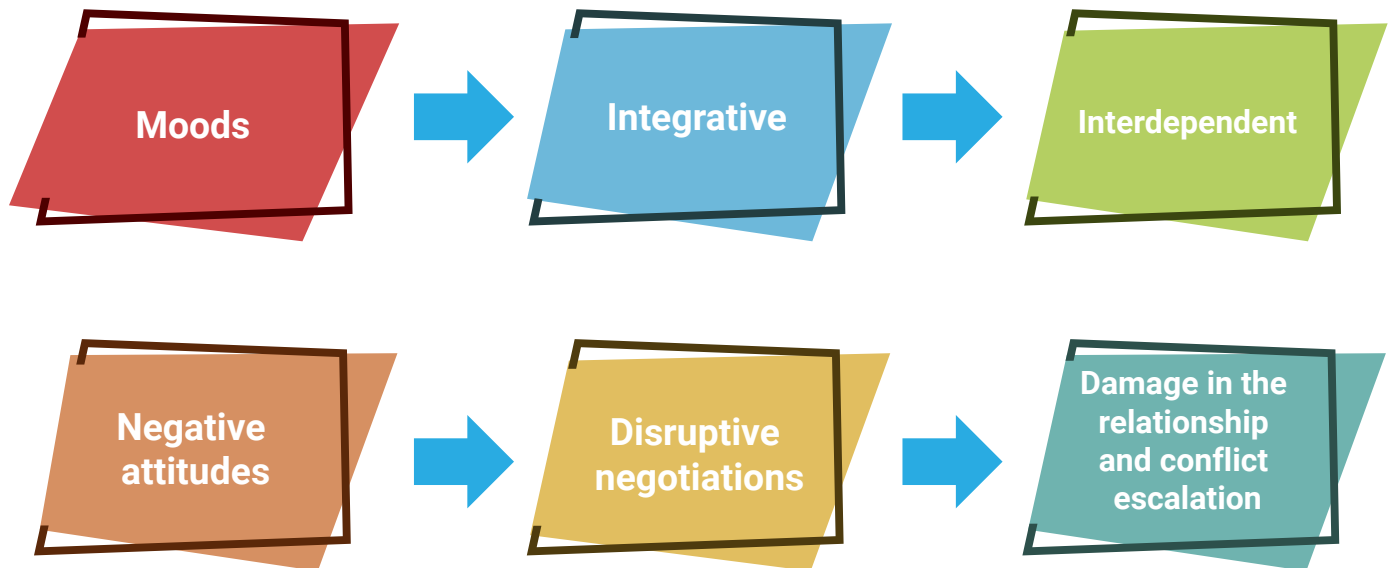 Moods
Integrative
Interdependent
Negative
attitudes
Disruptive
negotiations
Damage in the
relationship
and conflict
escalation